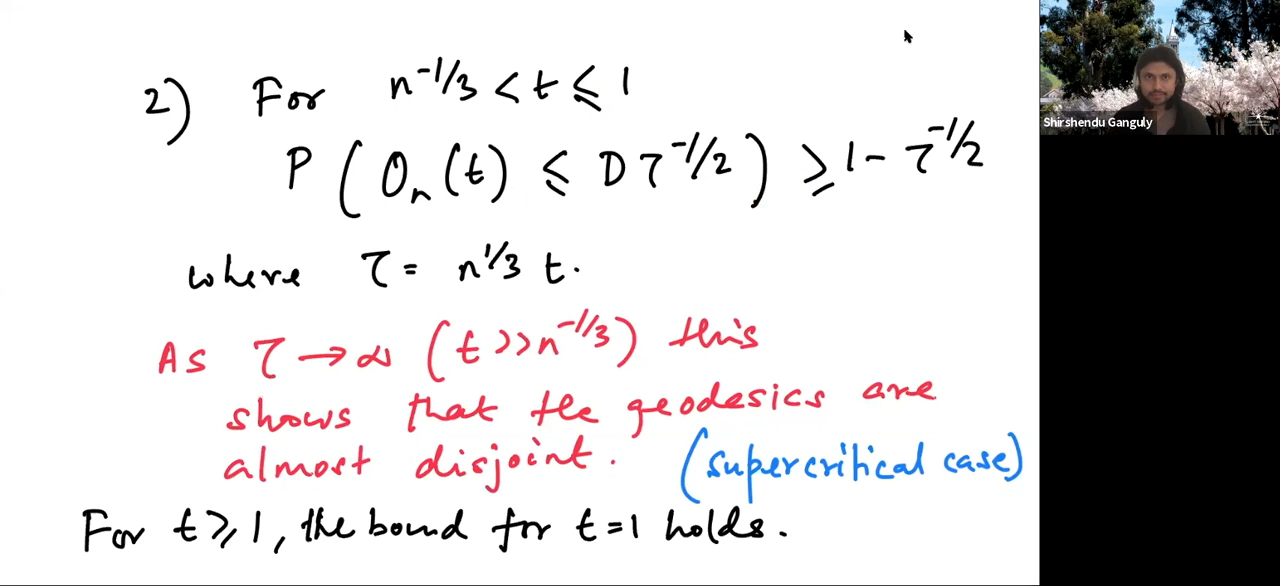 2) For n^{-1/3} < t ≤ 1
P ( O_n(t) ≤ D τ^{-1/2} ) ≥ 1 - τ^{-1/2}
where τ = n^{1/3} t.
As τ → ∞ (t >> n^{-1/3}) this
shows that the geodesics are
almost disjoint. (supercritical case)
For t ≥ 1, the bound for t = 1 holds.
Shirshendu Ganguly